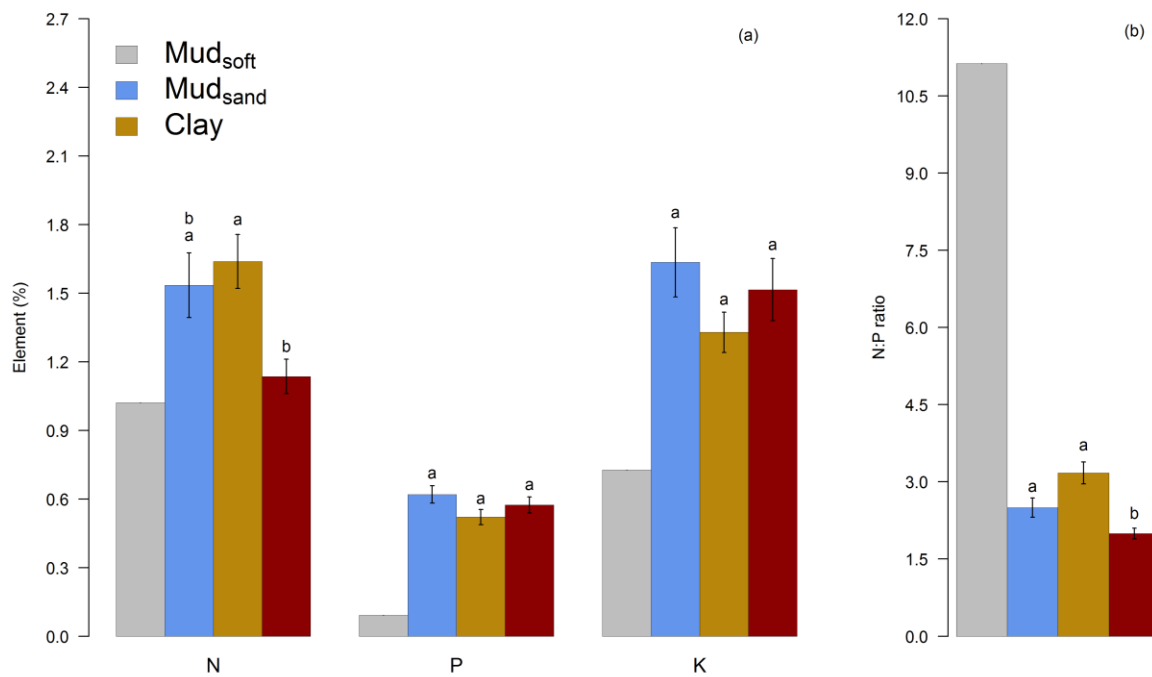 2.7
2.4
2.1
1.8
1.5
1.2
0.9
0.6
0.3
0.0
Element (%)
Mudsoft
Mudsand
Clay
(a)
b
a
a
b
a
a
a
a
a
a
N
P
K
12.0
10.5
9.0
7.5
6.0
4.5
3.0
1.5
0.0
N:P ratio
(b)
a
a
b